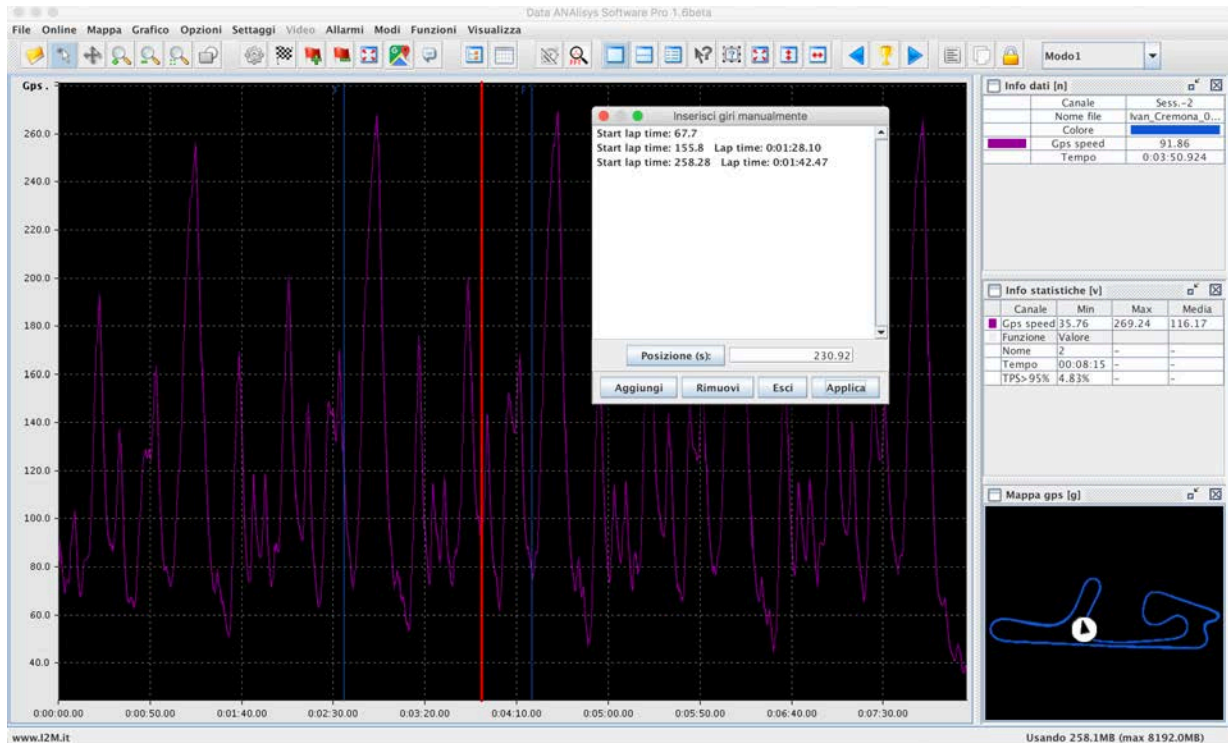 Data ANAlisys Software Pro 1.6beta
File Online Mappa Grafico Opzioni Settaggi Video Allarmi Modi Funzioni Visualizza
Modo1
Gps.
260.0
240.0
220.0
200.0
180.0
160.0
140.0
120.0
100.0
80.0
60.0
40.0
0:00:00.00 0:00:50.00 0:01:40.00 0:02:30.00 0:03:20.00 0:04:10.00 0:05:00.00 0:05:50.00 0:06:40.00 0:07:30.00
Inserisci giri manualmente
Start lap time: 67.7
Start lap time: 155.8 Lap time: 0:01:28.10
Start lap time: 258.28 Lap time: 0:01:42.47
Posizione (s): 230.92
Aggiungi Rimuovi Esci Applica
Info dati [n]
Canale Sess.-2
Nome file Ivan_Cremona_0...
Colore
Gps speed 91.86
Tempo 0:03:50.924
Info statistiche [v]
Canale Min Max Media
Gps speed 35.76 269.24 116.17
Funzione Valore
Nome 2 - -
Tempo 00:08:15 - -
TPS>95% 4.83% - -
Mappa gps [g]
www.I2M.it
Usando 258.1MB (max 8192.0MB)